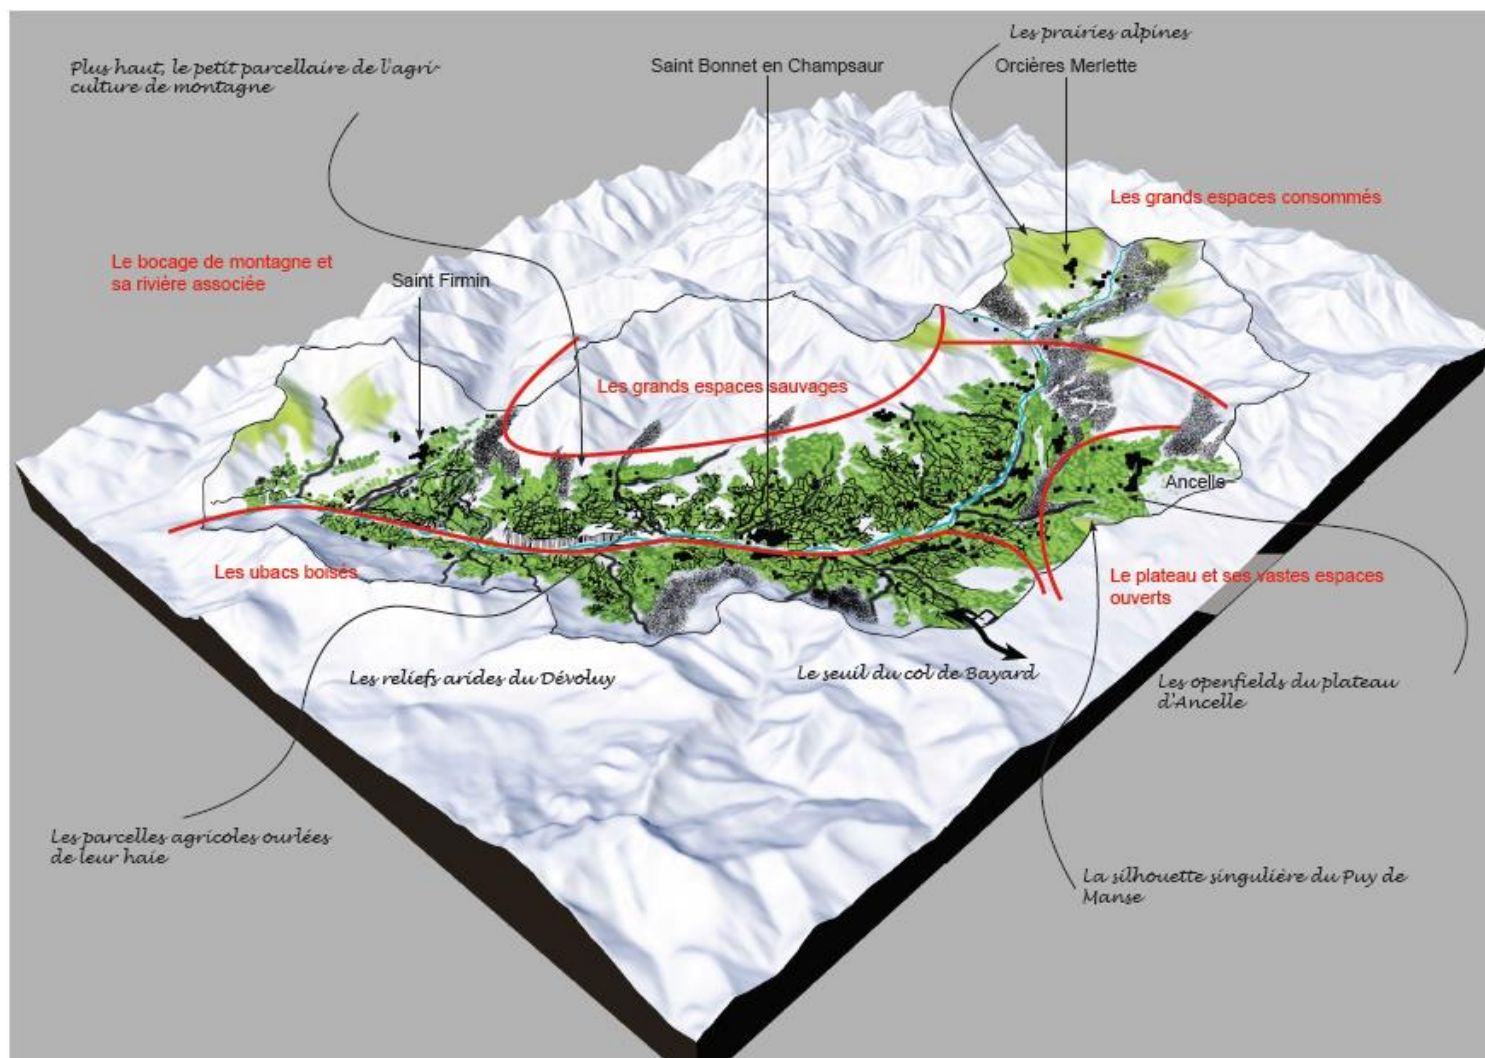 Les prairies alpines
Plus haut, le petit parcellaire de l'agri-
culture de montagne
Saint Bonnet en Champsaur
Orcières Merlette
Les grands espaces consommés
Le bocage de montagne et
sa rivière associée
Saint Firmin
Les grands espaces sauvages
Ancelle
Les ubacs boisés
Le plateau et ses vastes espaces
ouverts
Les reliefs arides du Dévoluy
Le seuil du col de Bayard
Les openfields du plateau
d'Ancelle
Les parcelles agricoles ourlées
de leur haie
La silhouette singulière du Puy de
Manse